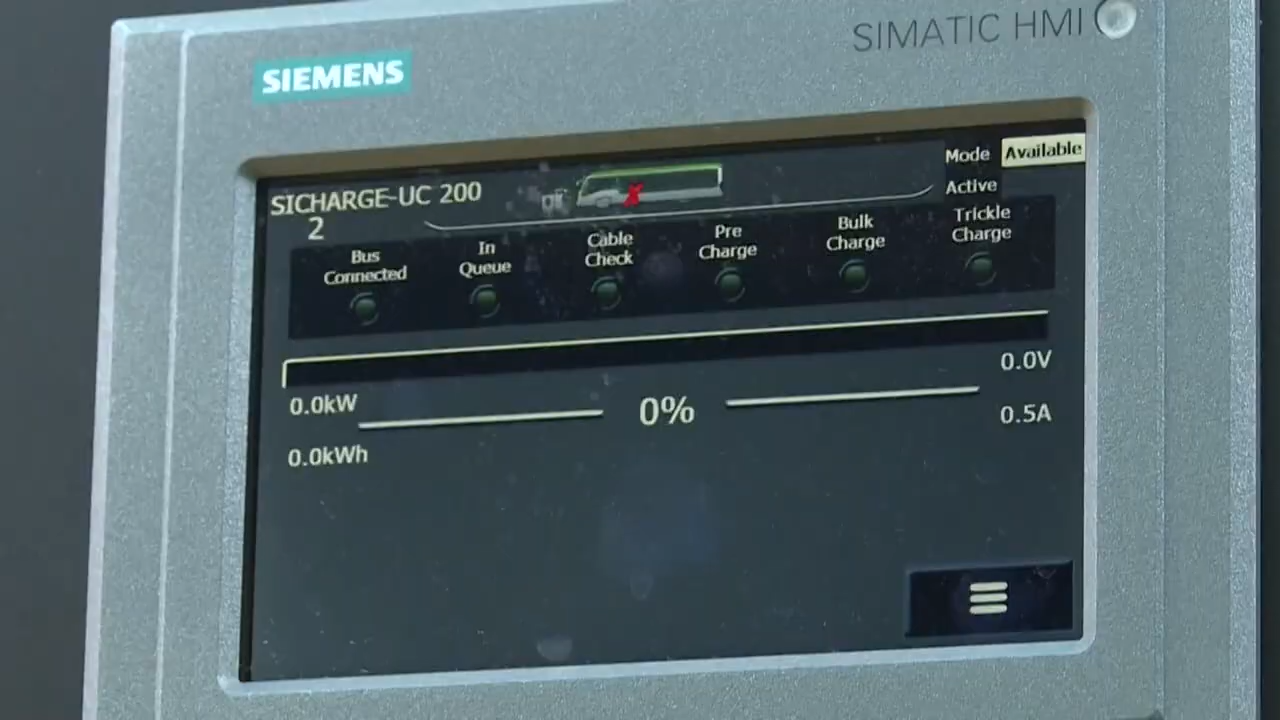 SIEMENS
SIMATIC HMI
SICHARGE-UC 200
2
Mode
Available
Active
Bus
Connected
In
Queue
Cable
Check
Pre
Charge
Bulk
Charge
Trickle
Charge
0.0kW
0.0kWh
0%
0.0V
0.5A